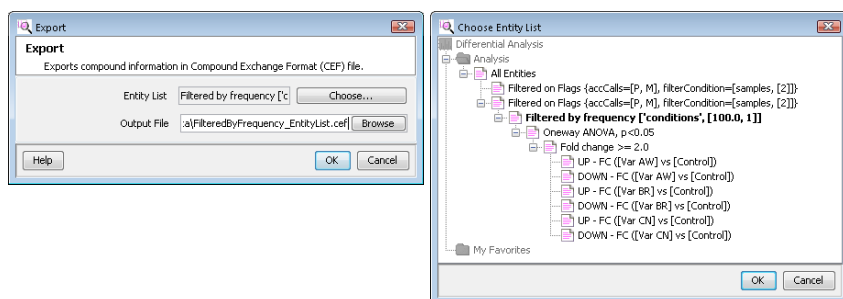 Export
Export
Exports compound information in Compound Exchange Format (CEF) file.
Entity List Filtered by frequency ['c Choose...
Output File :a\FilteredByFrequency_EntityList.cef Browse
Help OK Cancel
Choose Entity List
Differential Analysis
Analysis
All Entities
Filtered on Flags {accCalls=[P, M], filterCondition=[samples, [2]]}
Filtered on Flags {accCalls=[P, M], filterCondition=[samples, [2]]}
Filtered by frequency ['conditions', [100.0, 1]]
Oneway ANOVA, p<0.05
Fold change >= 2.0
UP - FC ([Var AW] vs [Control])
DOWN - FC ([Var AW] vs [Control])
UP - FC ([Var BR] vs [Control])
DOWN - FC ([Var BR] vs [Control])
UP - FC ([Var CN] vs [Control])
DOWN - FC ([Var CN] vs [Control])
My Favorites
OK Cancel